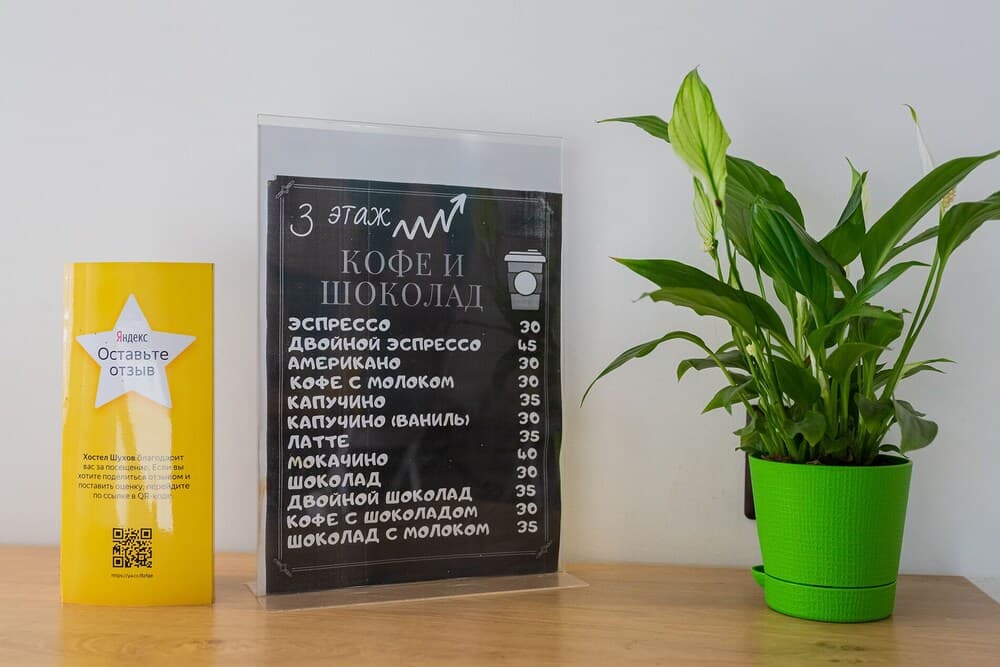 Яндекс
Оставьте
отзыв
Хостел Шухов благодарит
вас за посещение. Если вы
хотите поделиться отзывом и
поставить оценку, перейдите
по ссылке в QR-коде.
3 этаж
КОФЕ И
ШОКОЛАД
ЭСПРЕССО 30
ДВОЙНОЙ ЭСПРЕССО 45
АМЕРИКАНО 30
КОФЕ С МОЛОКОМ 30
КАПУЧИНО 35
КАПУЧИНО (ВАНИЛЬ) 30
ЛАТТЕ 35
МОКАЧИНО 40
ШОКОЛАД 30
ДВОЙНОЙ ШОКОЛАД 35
КОФЕ С ШОКОЛАДОМ 30
ШОКОЛАД С МОЛОКОМ 35